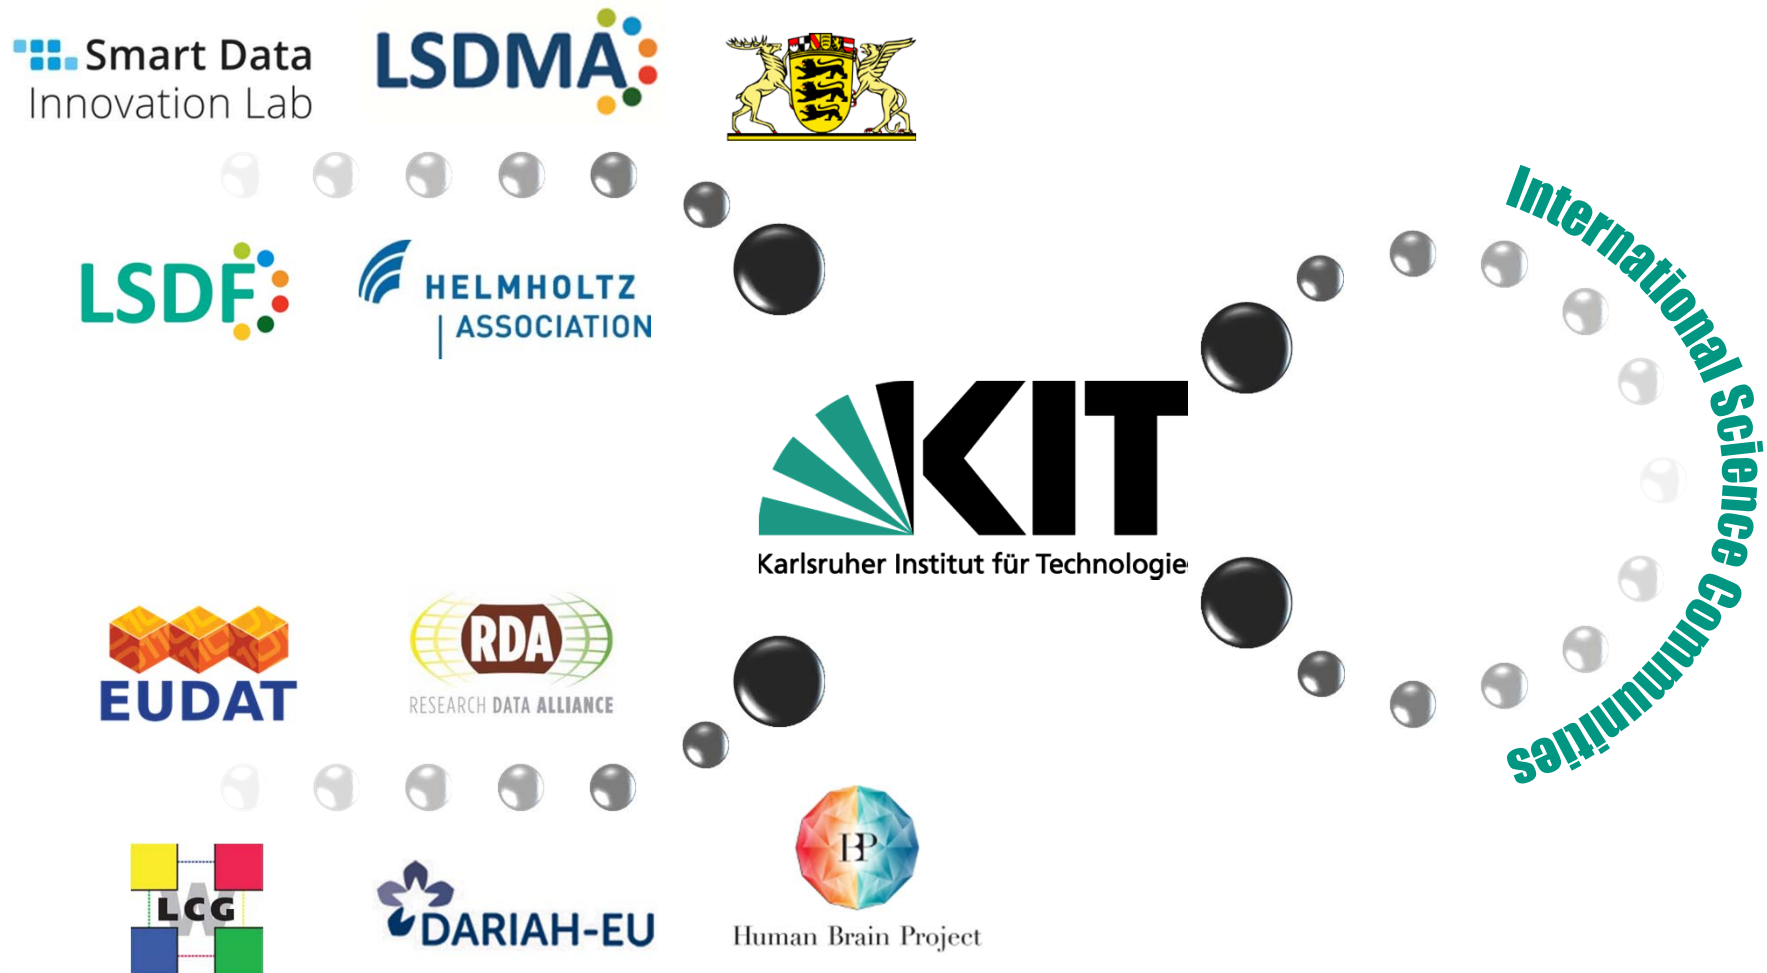 Smart Data
Innovation Lab
LSDMA
LSDF
HELMHOLTZ
ASSOCIATION
International Science Communities
KIT
Karlsruher Institut für Technologie
EUDAT
RDA
RESEARCH DATA ALLIANCE
W
LCG
DARIAH-EU
BP
Human Brain Project